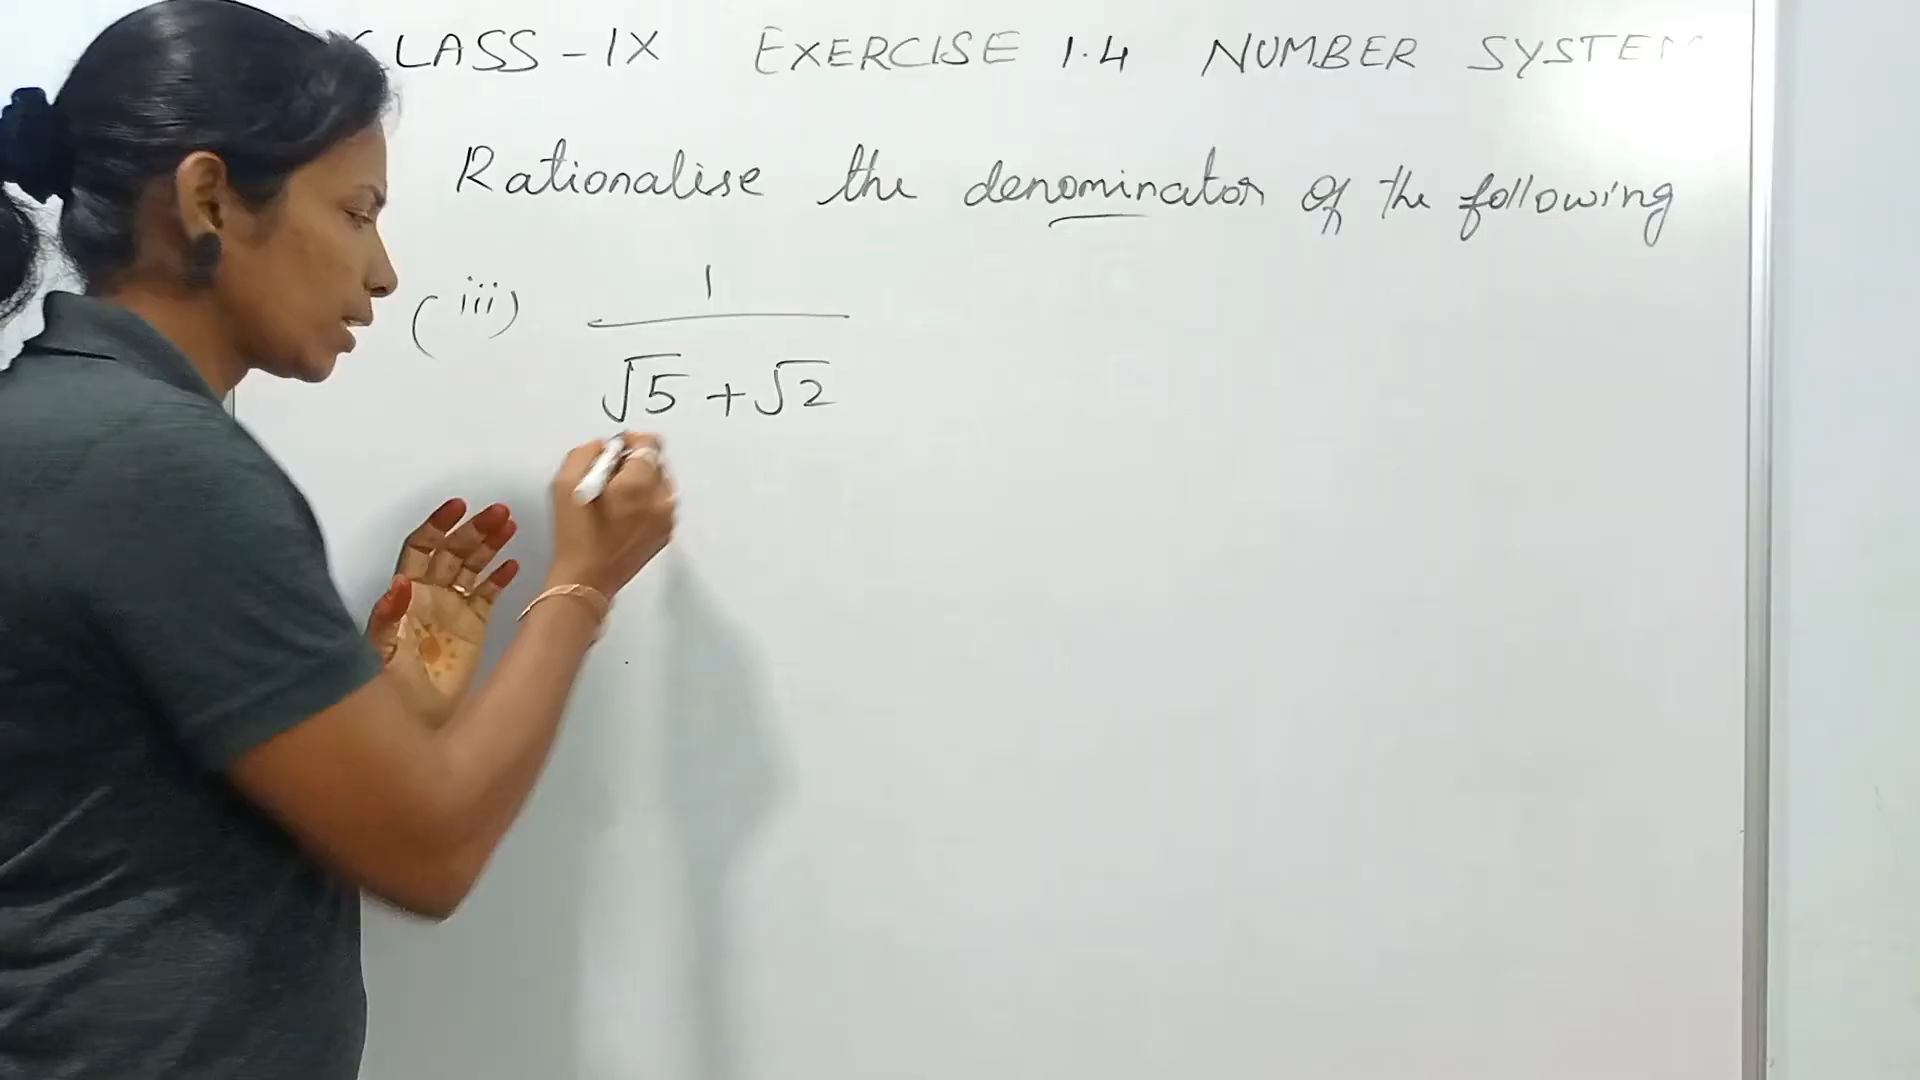 CLASS - IX EXERCISE 1.4 NUMBER SYSTEM
Rationalise the denominator of the following
(iii) 1
√5 + √2